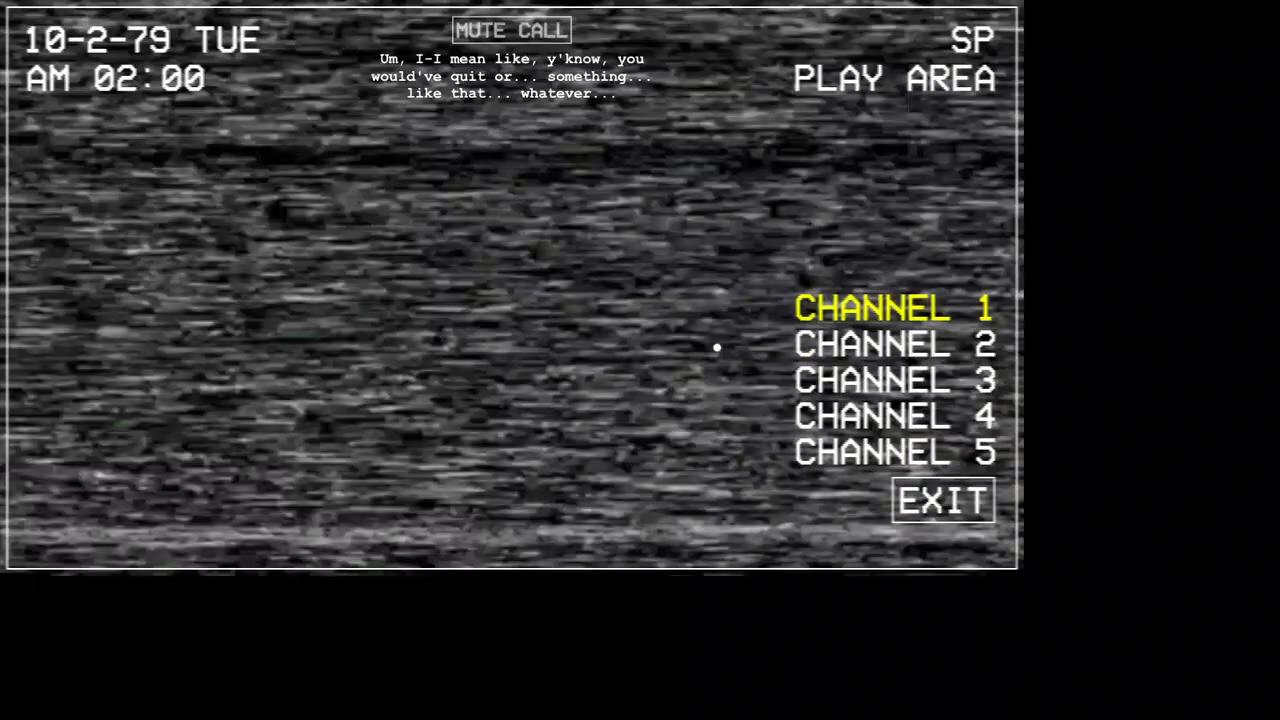 10-2-79 TUE
AM 02:00
MUTE CALL
Um, I-I mean like, y'know, you
would've quit or... something...
like that... whatever...
SP
PLAY AREA
CHANNEL 1
CHANNEL 2
CHANNEL 3
CHANNEL 4
CHANNEL 5
EXIT